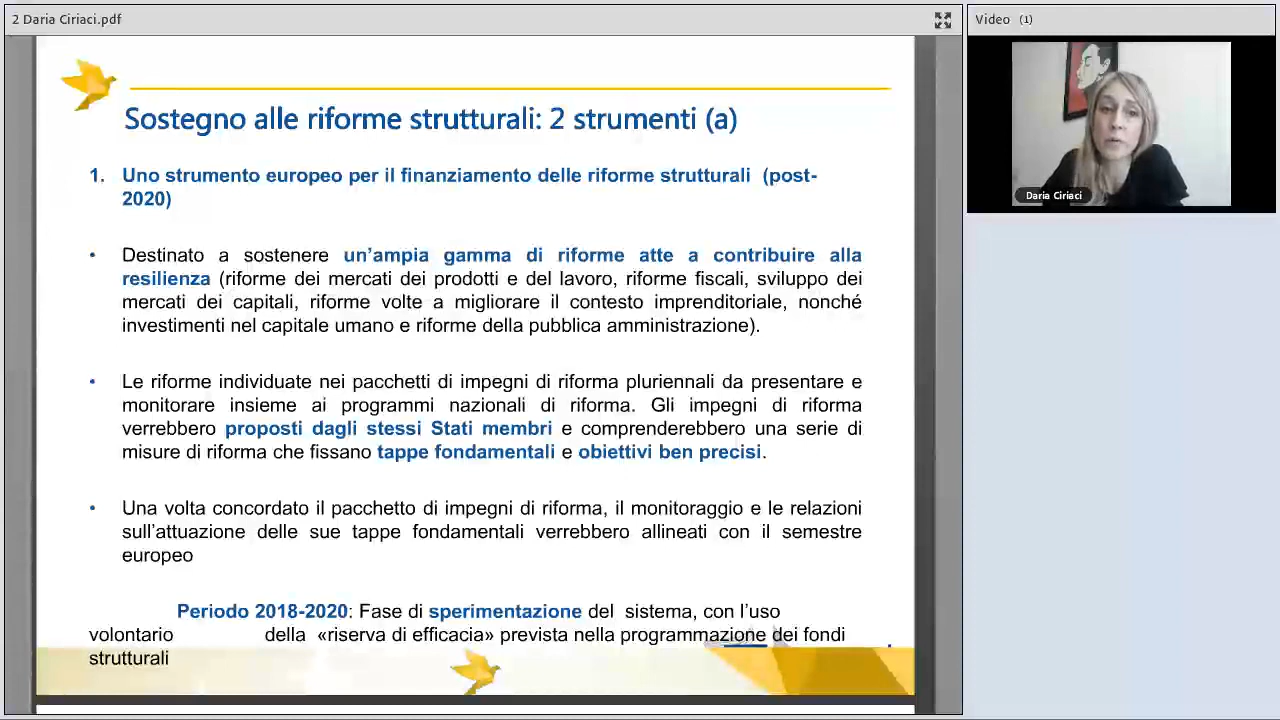 2 Daria Ciriaci.pdf
Video (1)
Daria Ciriaci
Sostegno alle riforme strutturali: 2 strumenti (a)
1. Uno strumento europeo per il finanziamento delle riforme strutturali (post-
2020)
• Destinato a sostenere un’ampia gamma di riforme atte a contribuire alla
resilienza (riforme dei mercati dei prodotti e del lavoro, riforme fiscali, sviluppo dei
mercati dei capitali, riforme volte a migliorare il contesto imprenditoriale, nonché
investimenti nel capitale umano e riforme della pubblica amministrazione).
• Le riforme individuate nei pacchetti di impegni di riforma pluriennali da presentare e
monitorare insieme ai programmi nazionali di riforma. Gli impegni di riforma
verrebbero proposti dagli stessi Stati membri e comprenderebbero una serie di
misure di riforma che fissano tappe fondamentali e obiettivi ben precisi.
• Una volta concordato il pacchetto di impegni di riforma, il monitoraggio e le relazioni
sull’attuazione delle sue tappe fondamentali verrebbero allineati con il semestre
europeo
Periodo 2018-2020: Fase di sperimentazione del sistema, con l’uso
volontario della «riserva di efficacia» prevista nella programmazione dei fondi
strutturali